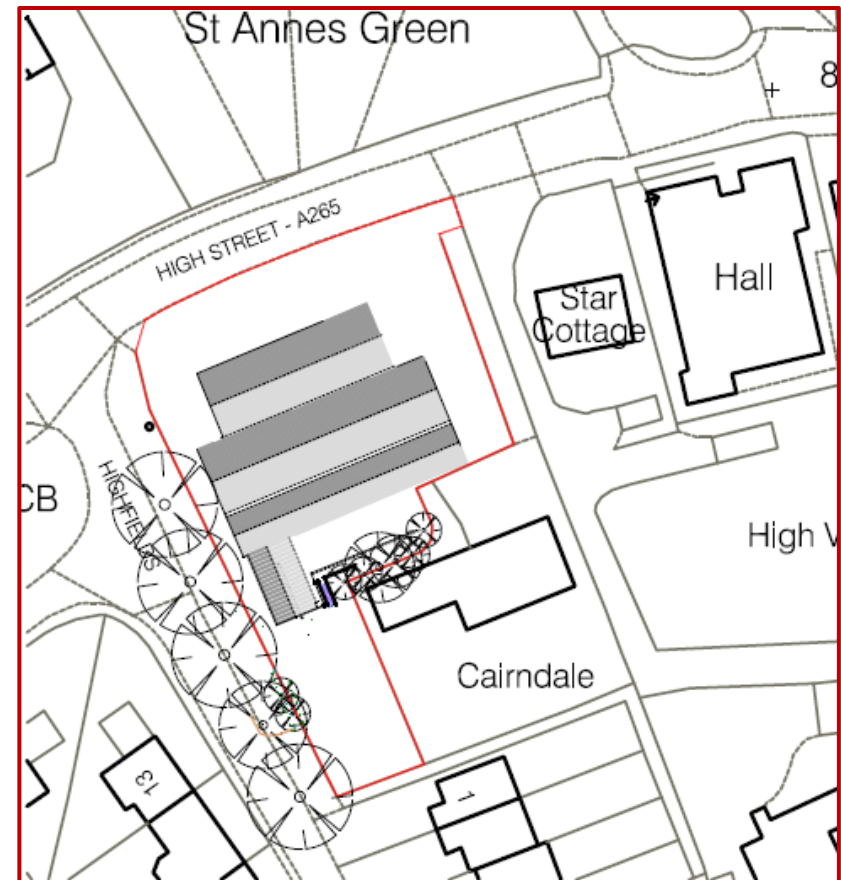 St Annes Green
8
HIGH STREET - A265
Hall
Star
Cottage
CB
HIGHFIELDS
High
Cairndale
13
1